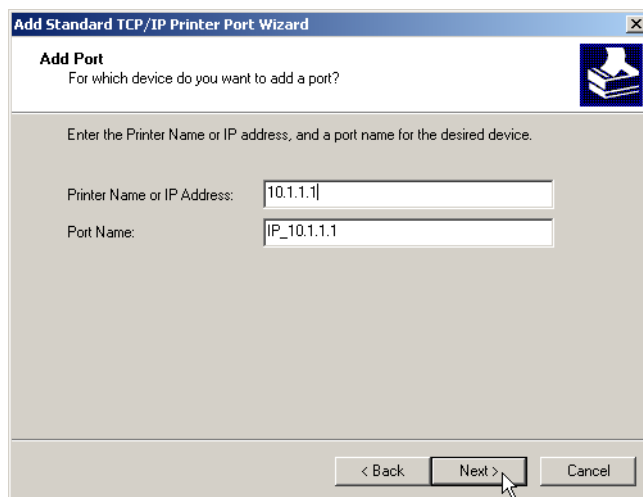 Add Standard TCP/IP Printer Port Wizard
Add Port
For which device do you want to add a port?
Enter the Printer Name or IP address, and a port name for the desired device.
Printer Name or IP Address: 10.1.1.1
Port Name: IP_10.1.1.1
< Back Next > Cancel